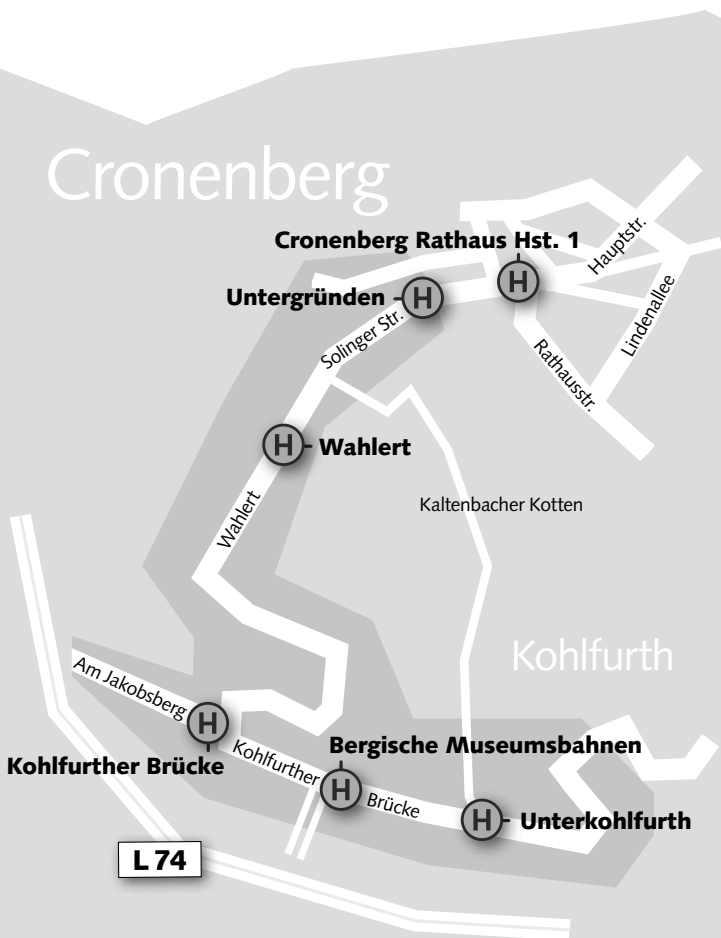 Cronenberg
Cronenberg Rathaus Hst. 1
Hauptstr.
H
Untergründen
H
Lindenallee
Solinger Str.
Rathausstr.
H
Wahlert
Kaltenbacher Kotten
Wahlert
Kohlfurth
Am Jakobsberg
H
Kohlfurther Brücke
Kohlfurther
Bergische Museumsbahnen
H
Brücke
H
Unterkohlfurth
L 74